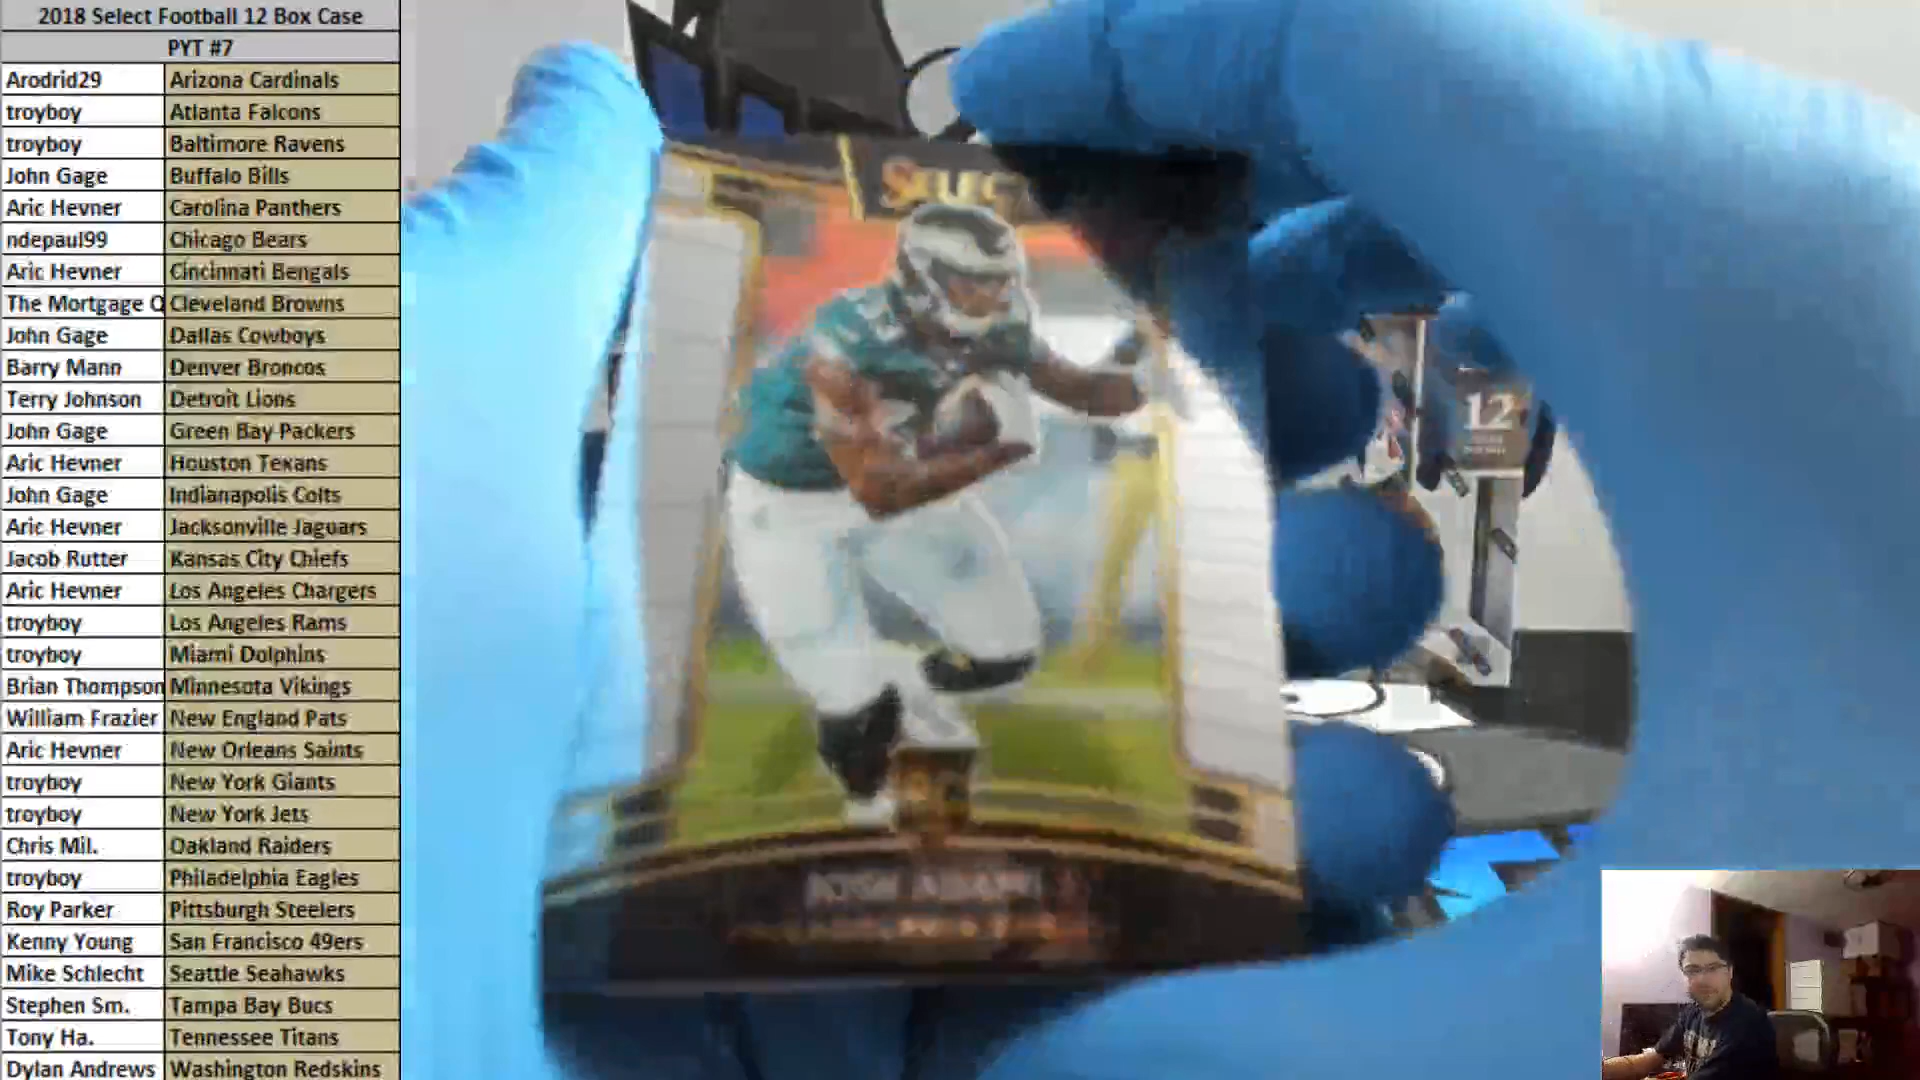 2018 Select Football 12 Box Case
PYT #7
Arodrid29 Arizona Cardinals
troyboy Atlanta Falcons
troyboy Baltimore Ravens
John Gage Buffalo Bills
Aric Hevner Carolina Panthers
ndepaul99 Chicago Bears
Aric Hevner Cincinnati Bengals
The Mortgage Q Cleveland Browns
John Gage Dallas Cowboys
Barry Mann Denver Broncos
Terry Johnson Detroit Lions
John Gage Green Bay Packers
Aric Hevner Houston Texans
John Gage Indianapolis Colts
Aric Hevner Jacksonville Jaguars
Jacob Rutter Kansas City Chiefs
Aric Hevner Los Angeles Chargers
troyboy Los Angeles Rams
troyboy Miami Dolphins
Brian Thompson Minnesota Vikings
William Frazier New England Pats
Aric Hevner New Orleans Saints
troyboy New York Giants
troyboy New York Jets
Chris Mil. Oakland Raiders
troyboy Philadelphia Eagles
Roy Parker Pittsburgh Steelers
Kenny Young San Francisco 49ers
Mike Schlecht Seattle Seahawks
Stephen Sm. Tampa Bay Bucs
Tony Ha. Tennessee Titans
Dylan Andrews Washington Redskins
SELECT
12